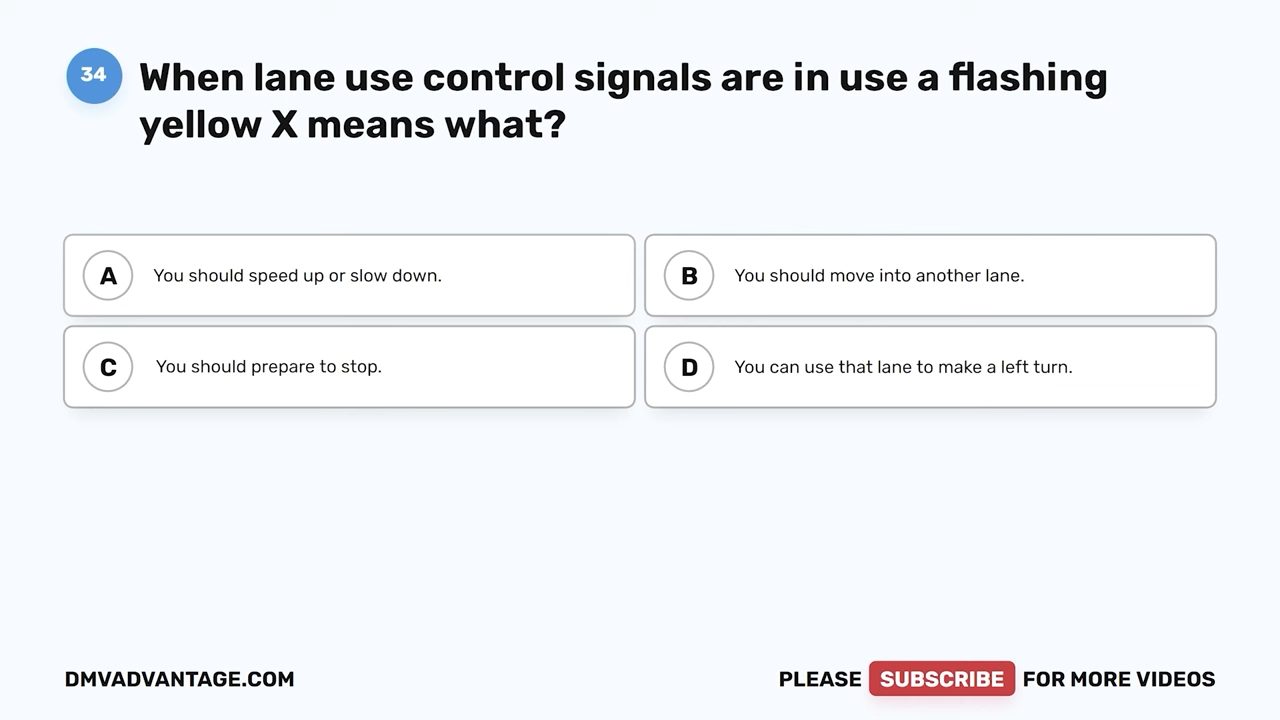 34
When lane use control signals are in use a flashing
yellow X means what?
A You should speed up or slow down.
B You should move into another lane.
C You should prepare to stop.
D You can use that lane to make a left turn.
DMVADVANTAGE.COM
PLEASE SUBSCRIBE FOR MORE VIDEOS